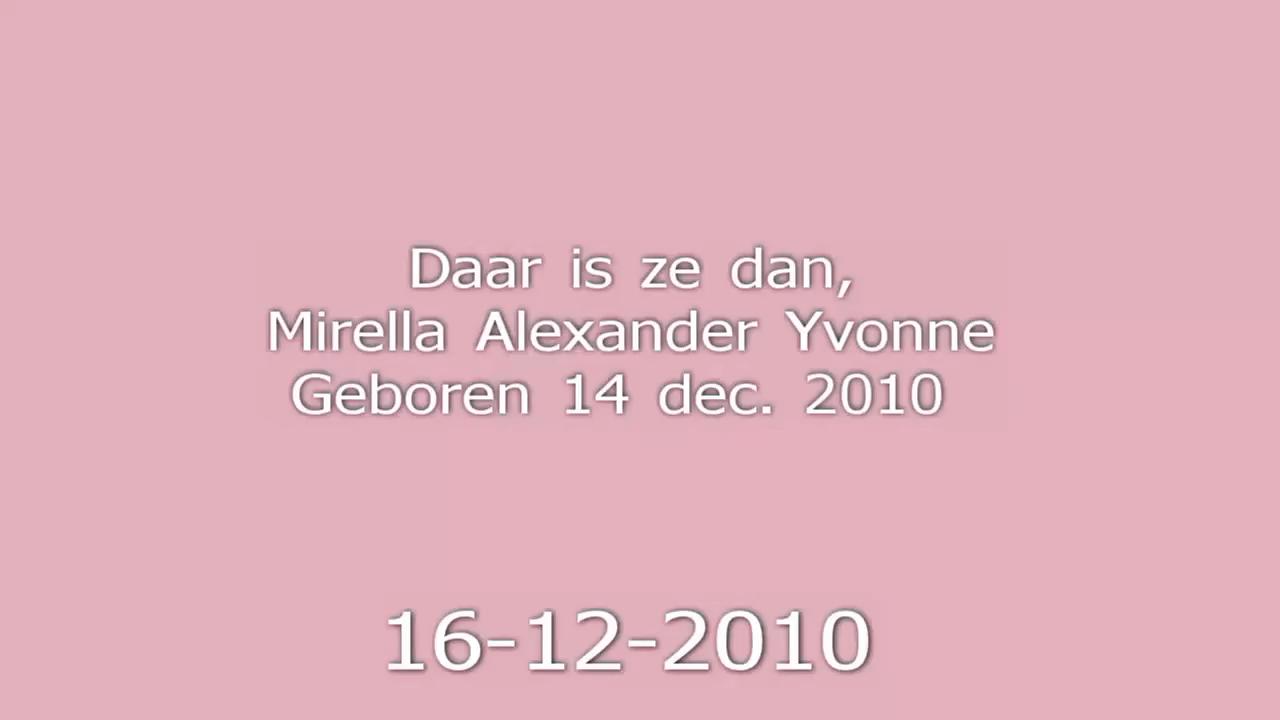 Daar is ze dan,
Mirella Alexander Yvonne
Geboren 14 dec. 2010
16-12-2010